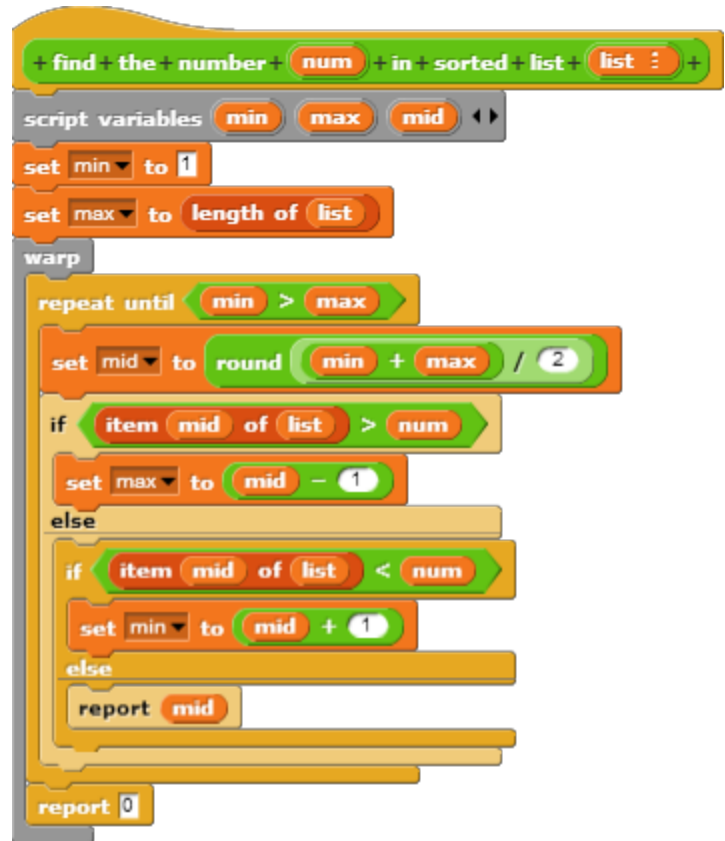 + find + the + number + num + in + sorted + list + list ⋮ +
script variables min max mid
set min to 1
set max to length of list
warp
repeat until min > max
set mid to round min + max / 2
if item mid of list > num
set max to mid - 1
else
if item mid of list < num
set min to mid + 1
else
report mid
report 0